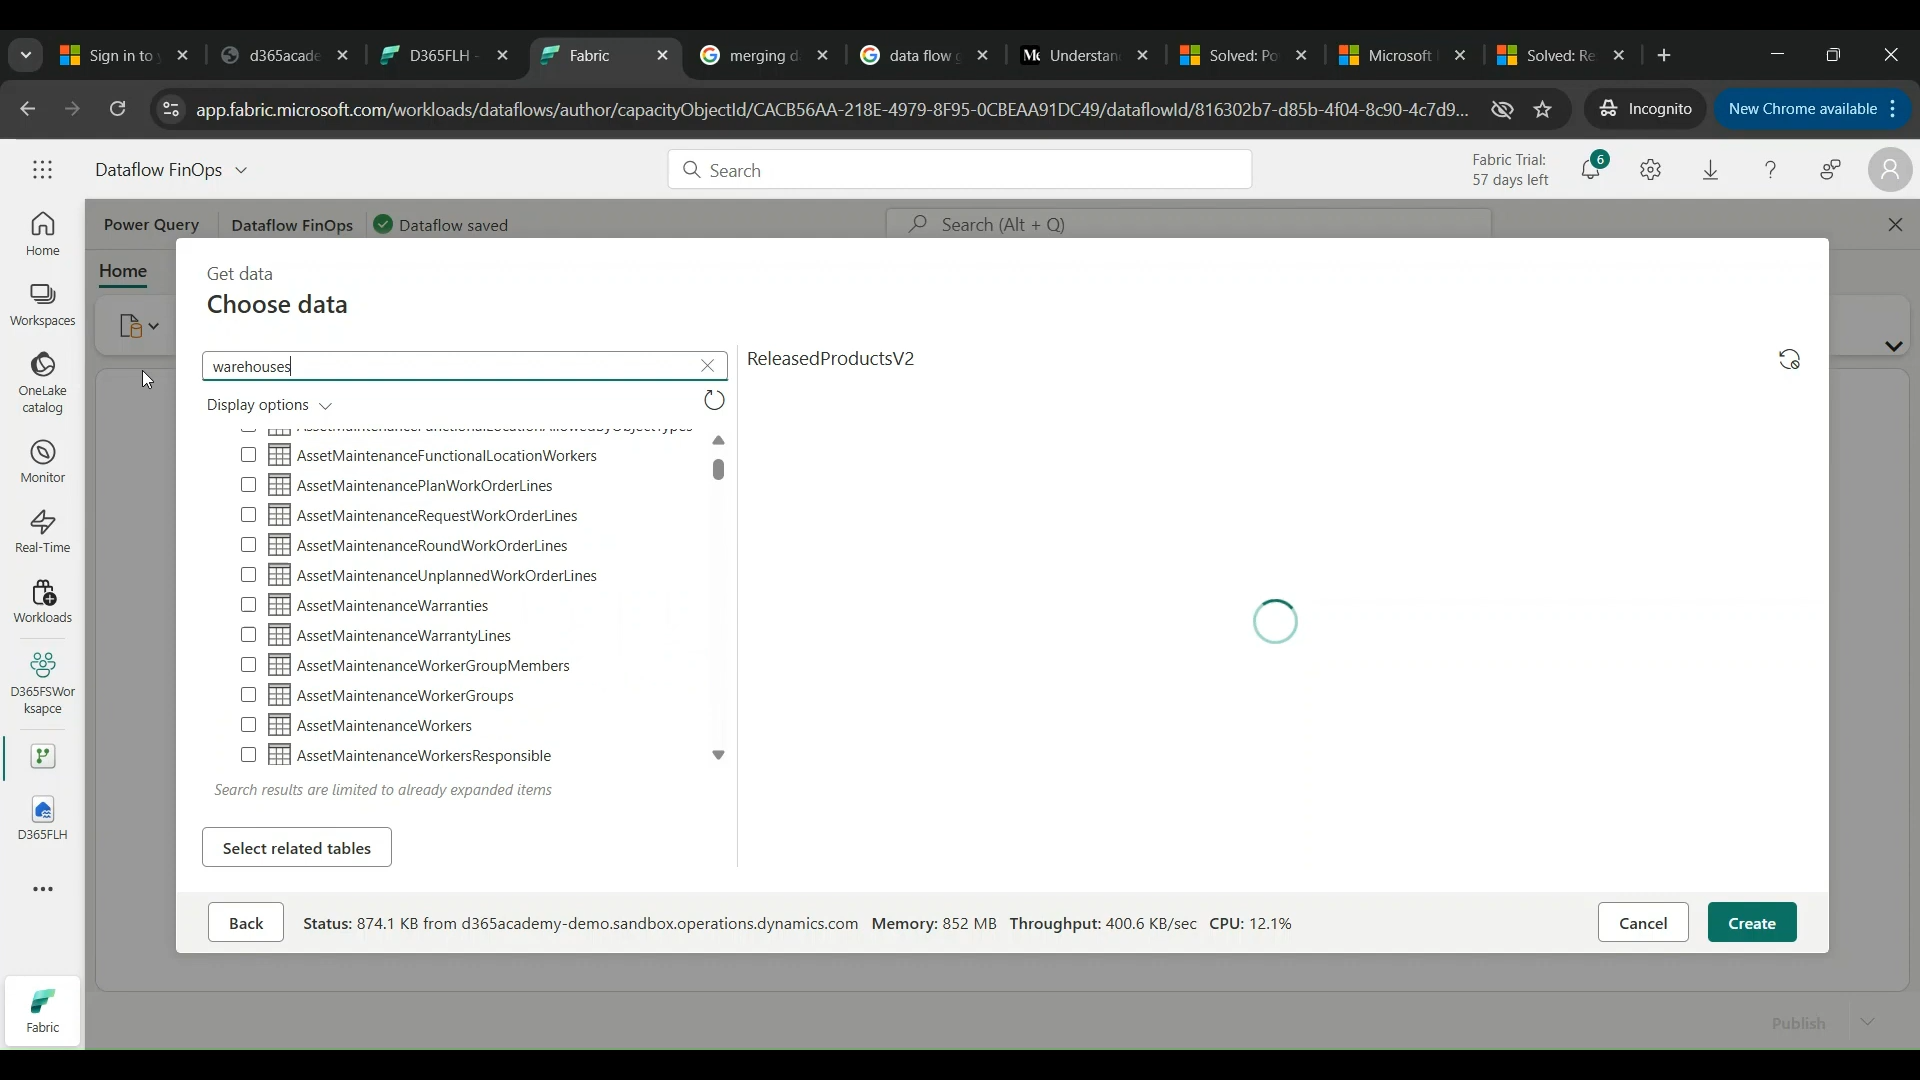 Sign in to
d365acade
D365FLH -
Fabric
merging d
data flow g
Understan
Solved: Po
Microsoft
Solved: Re
app.fabric.microsoft.com/workloads/dataflows/author/capacityObjectId/CACB56AA-218E-4979-8F95-0CBEAA91DC49/dataflowId/816302b7-d85b-4f04-8c90-4c7d9...
Incognito
New Chrome available
Dataflow FinOps
Search
Fabric Trial:
57 days left
6
Home
Workspaces
OneLake
catalog
Monitor
Real-Time
Workloads
D365FSWor
ksapce
D365FLH
Fabric
Power Query
Dataflow FinOps
Dataflow saved
Search (Alt + Q)
Home
Get data
Choose data
warehouses
Display options
AssetMaintenanceFunctionalLocationWorkers
AssetMaintenancePlanWorkOrderLines
AssetMaintenanceRequestWorkOrderLines
AssetMaintenanceRoundWorkOrderLines
AssetMaintenanceUnplannedWorkOrderLines
AssetMaintenanceWarranties
AssetMaintenanceWarrantyLines
AssetMaintenanceWorkerGroupMembers
AssetMaintenanceWorkerGroups
AssetMaintenanceWorkers
AssetMaintenanceWorkersResponsible
Search results are limited to already expanded items
Select related tables
ReleasedProductsV2
Back
Status: 874.1 KB from d365academy-demo.sandbox.operations.dynamics.com Memory: 852 MB Throughput: 400.6 KB/sec CPU: 12.1%
Cancel
Create
Publish